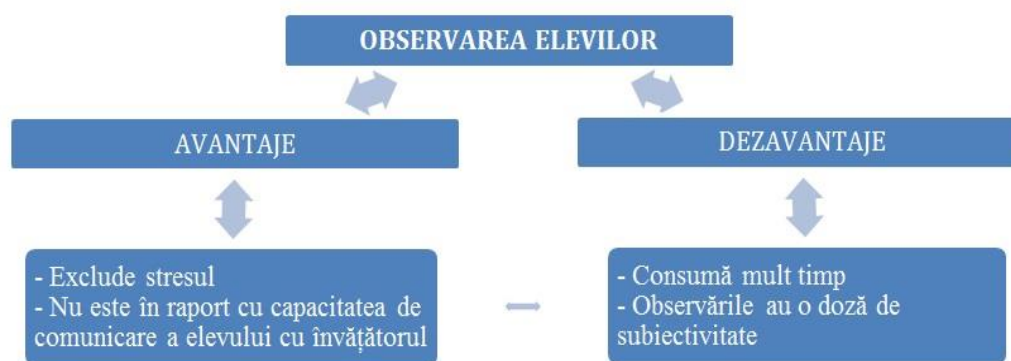 OBSERVAREA ELEVILOR
AVANTAJE
DEZAVANTAJE
- Exclude stresul
- Nu este în raport cu capacitatea de
comunicare a elevului cu învățătorul
- Consumă mult timp
- Observările au o doză de
subiectivitate